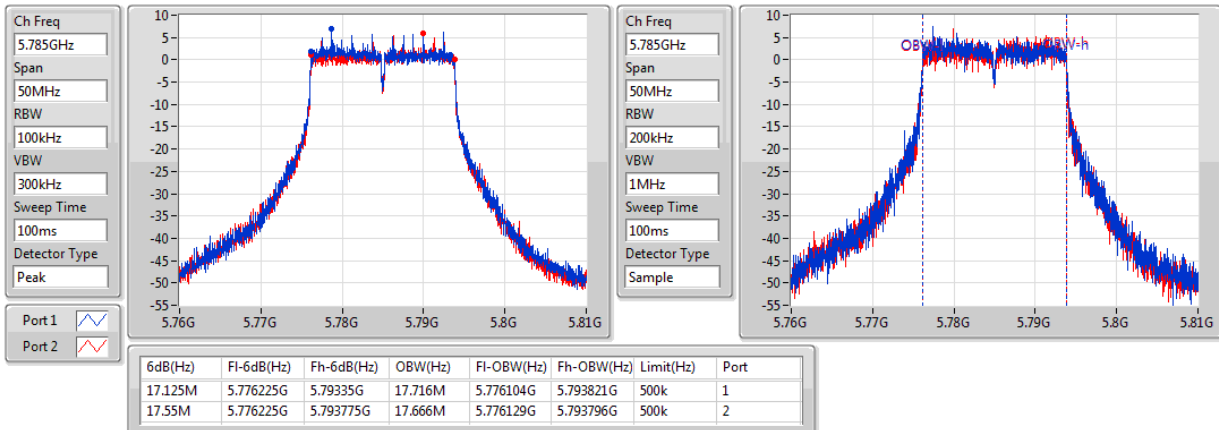 Ch Freq
5.785GHz
Span
50MHz
RBW
100kHz
VBW
300kHz
Sweep Time
100ms
Detector Type
Peak
Port 1
Port 2
10
5
0
-5
-10
-15
-20
-25
-30
-35
-40
-45
-50
-55
5.76G 5.77G 5.78G 5.79G 5.8G 5.81G
Ch Freq
5.785GHz
Span
50MHz
RBW
200kHz
VBW
1MHz
Sweep Time
100ms
Detector Type
Sample
10
5
0
-5
-10
-15
-20
-25
-30
-35
-40
-45
-50
-55
5.76G 5.77G 5.78G 5.79G 5.8G 5.81G
6dB(Hz) Fl-6dB(Hz) Fh-6dB(Hz) OBW(Hz) Fl-OBW(Hz) Fh-OBW(Hz) Limit(Hz) Port
17.125M 5.776225G 5.79335G 17.716M 5.776104G 5.793821G 500k 1
17.55M 5.776225G 5.793775G 17.666M 5.776129G 5.793796G 500k 2